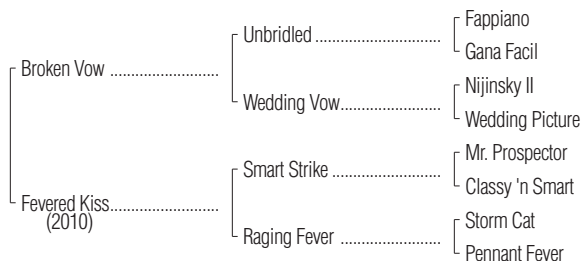 Fappiano
Unbridled
Gana Facil
Broken Vow
Nijinsky II
Wedding Vow
Wedding Picture
Mr. Prospector
Smart Strike
Classy 'n Smart
Fevered Kiss
(2010)
Storm Cat
Raging Fever
Pennant Fever